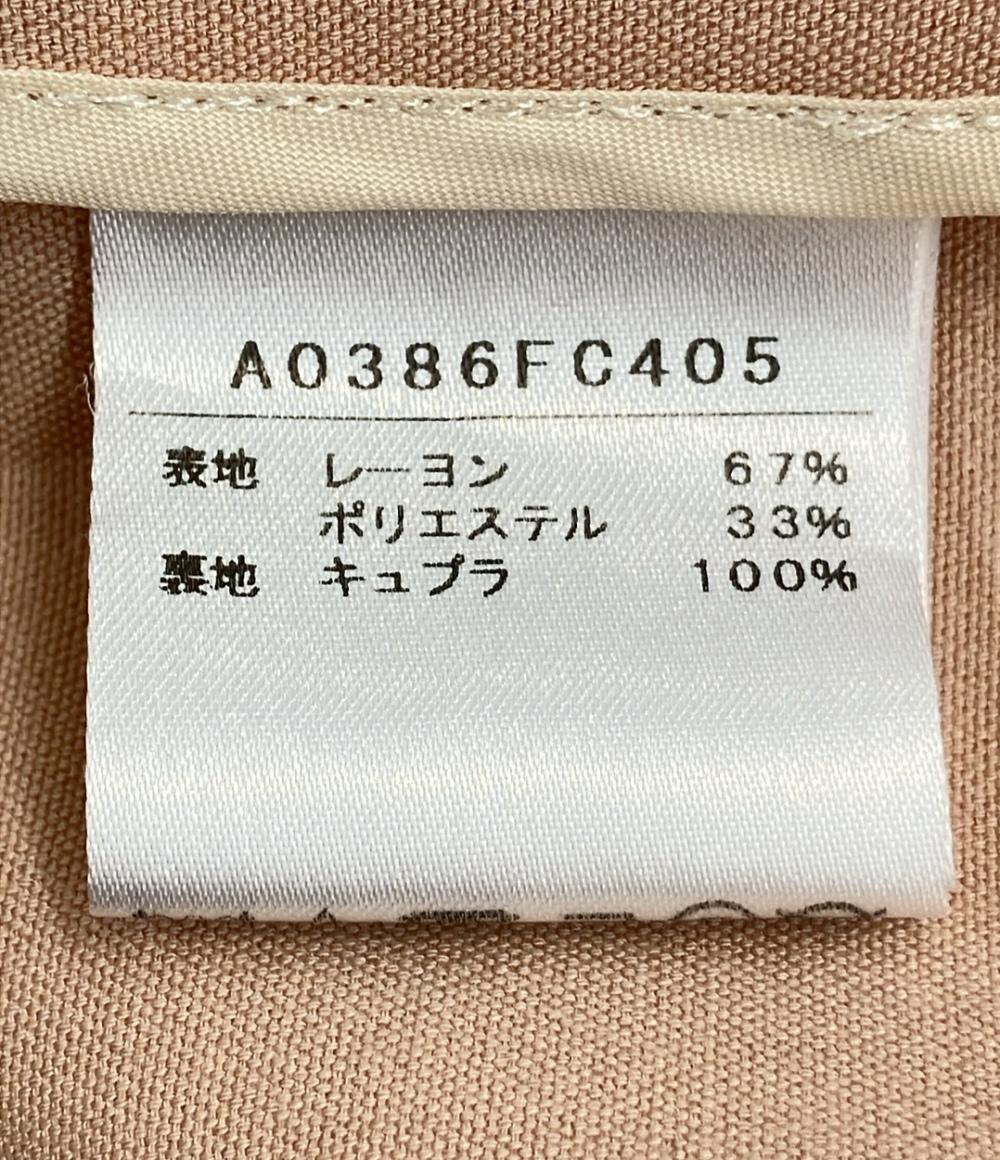 A0386FC405
表地 レーヨン 67%
ポリエステル 33%
裏地 キュプラ 100%